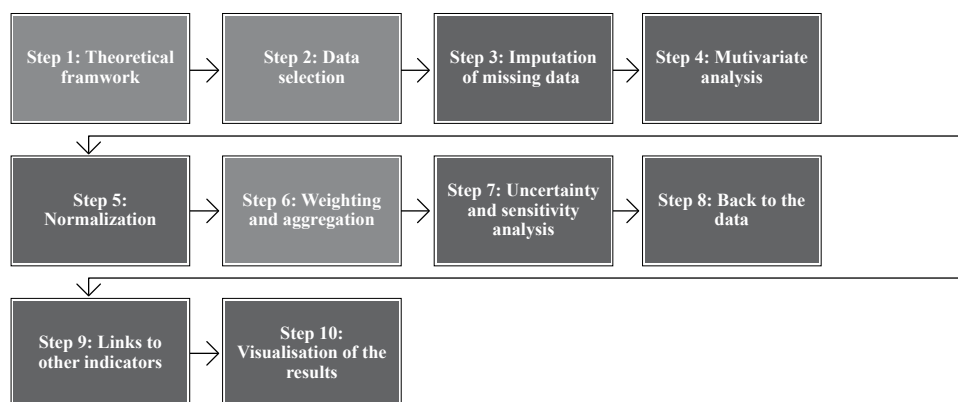 Step 1: Theoretical
framwork
Step 2: Data
selection
Step 3: Imputation
of missing data
Step 4: Mutivariate
analysis
Step 5:
Normalization
Step 6: Weighting
and aggregation
Step 7: Uncertainty
and sensitivity
analysis
Step 8: Back to the
data
Step 9: Links to
other indicators
Step 10:
Visualisation of the
results